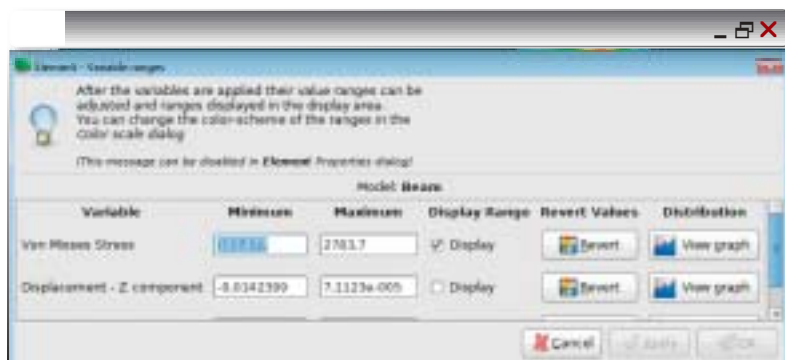 Element - Variable ranges
After the variables are applied their value ranges can be
adjusted and ranges displayed in the display area.
You can change the color-scheme of the ranges in the
Color scale dialog
(This message can be disabled in Element Properties dialog)
Model: Beam
Variable Minimum Maximum Display Range Revert Values Distribution
Von Mises Stress 2783.7 Display Revert View graph
Displacement - Z component -0.0142399 7.1123e-005 Display Revert View graph
Cancel Apply OK